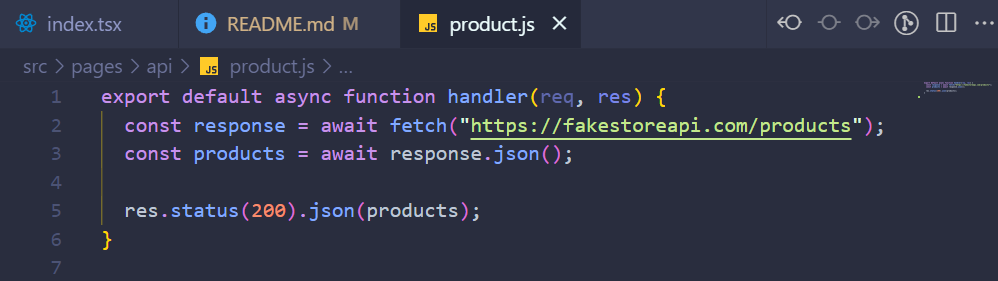 index.tsx README.md JS product.js
src > pages > api > JS product.js > ...
1 export default async function handler(req, res) {
2 const response = await fetch("https://fakestoreapi.com/products");
3 const products = await response.json();
4
5 res.status(200).json(products);
6 }
7